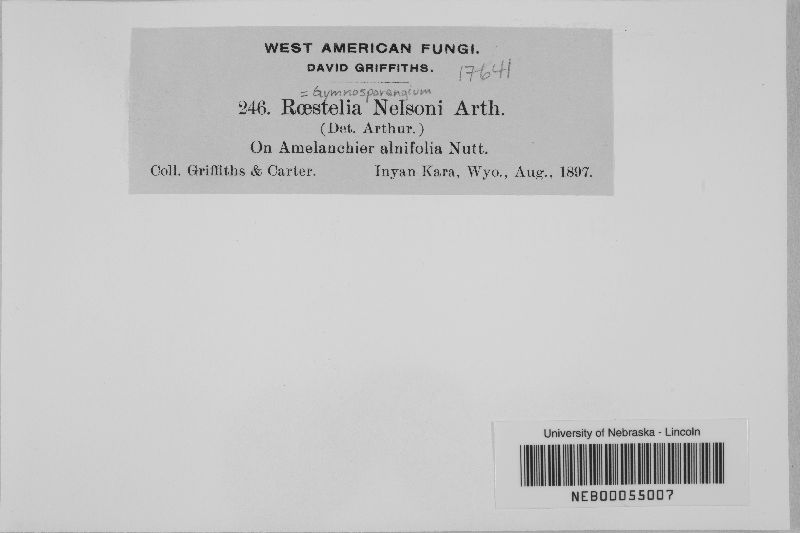 WEST AMERICAN FUNGI.
DAVID GRIFFITHS. 17641
= Gymnosporangium
246. Rœstelia Nelsoni Arth.
(Det. Arthur.)
On Amelanchier alnifolia Nutt.
Coll. Griffiths & Carter. Inyan Kara, Wyo., Aug., 1897.
University of Nebraska - Lincoln
NEB00055007